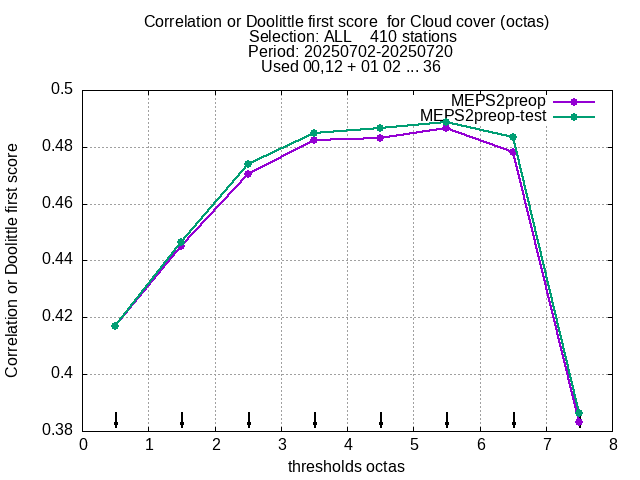 Correlation or Doolittle first score  for Cloud cover (octas)
Selection: ALL    410 stations
Period: 20250702-20250720
Used 00,12 + 01 02 ... 36
MEPS2preop
MEPS2preop-test
Correlation or Doolittle first score
0.5
0.48
0.46
0.44
0.42
0.4
0.38
0 1 2 3 4 5 6 7 8
thresholds octas